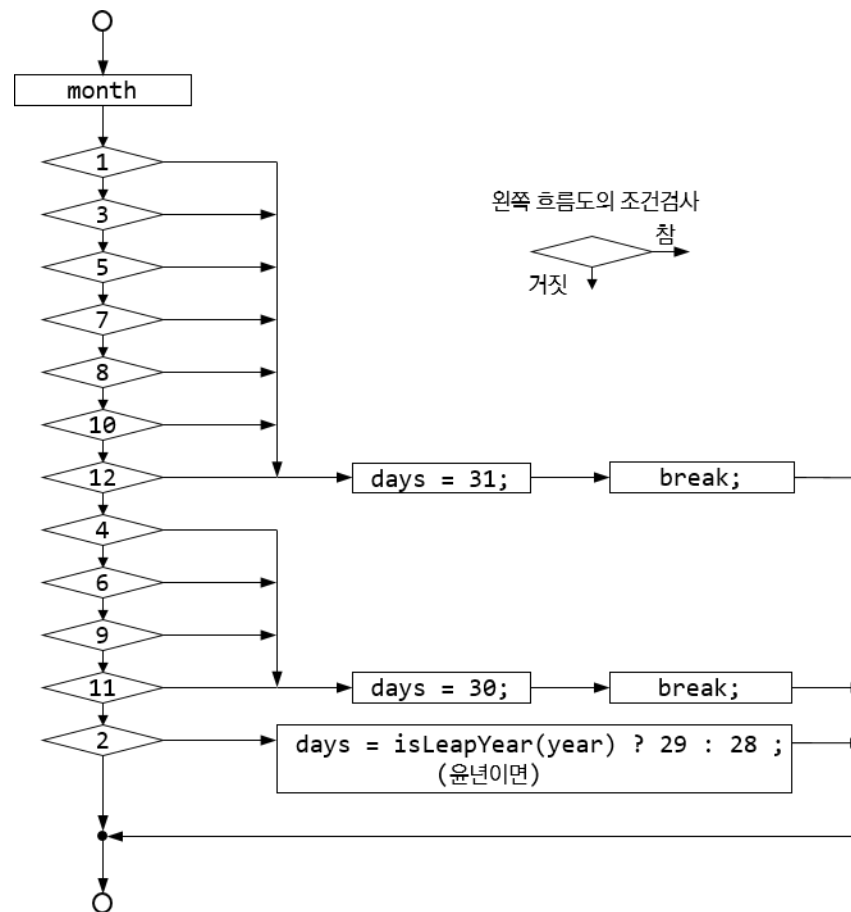 month
1
3
왼쪽 흐름도의 조건검사
참
5
거짓
7
8
10
12
days = 31;
break;
4
6
9
11
days = 30;
break;
2
days = isLeapYear(year) ? 29 : 28 ;
(윤년이면)